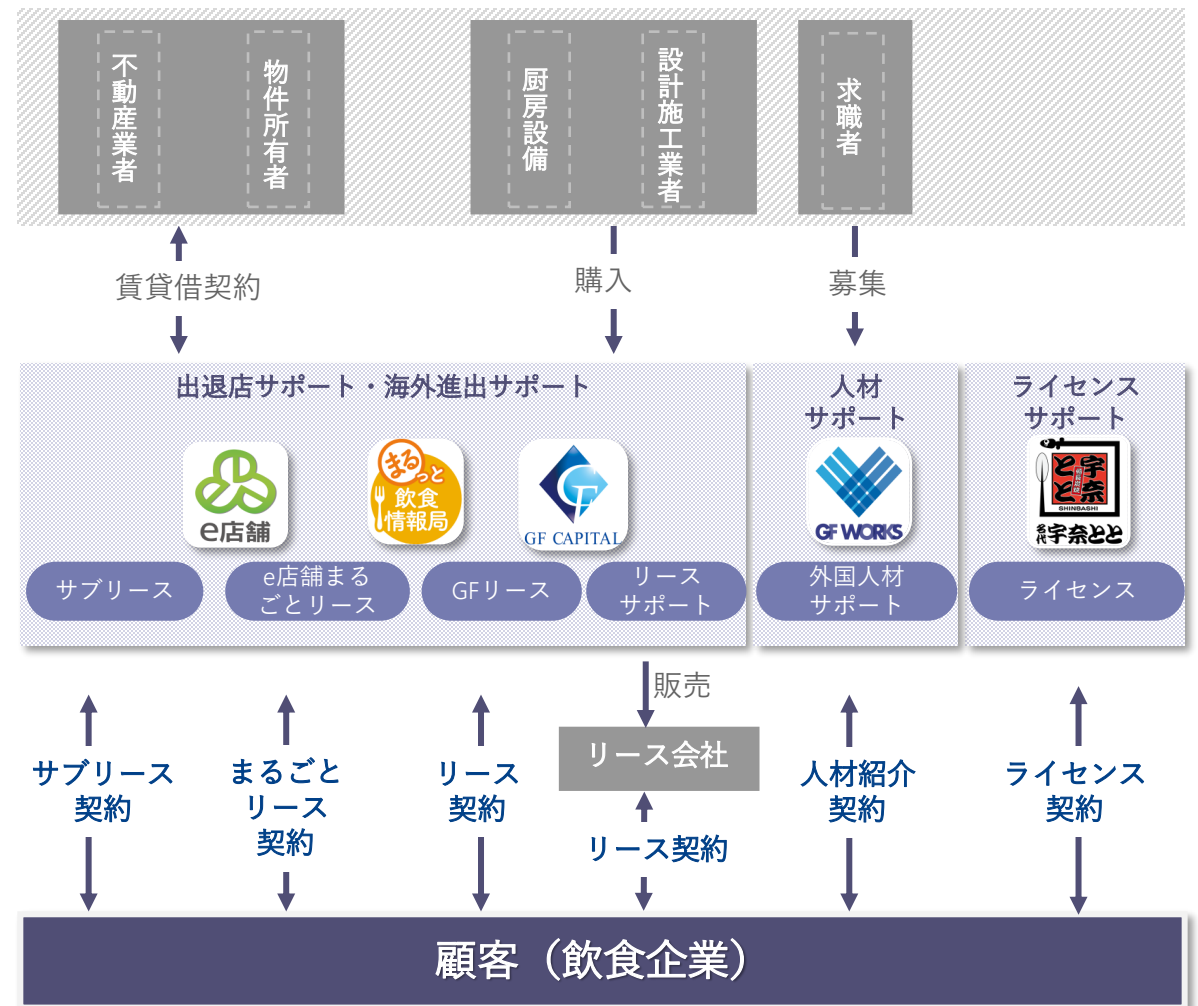 不動産業者
物件所有者
厨房設備
設計施工業者
求職者
賃貸借契約
購入
募集
出退店サポート・海外進出サポート
人材
サポート
ライセンス
サポート
e店舗
まるっと
飲食
情報局
GF CAPITAL
GF WORKS
宇奈
とと
SHINBASHI
名代
宇奈とと
サブリース
e店舗まる
ごとリース
GFリース
リース
サポート
外国人材
サポート
ライセンス
販売
リース会社
サブリース
契約
まるごと
リース
契約
リース
契約
リース契約
人材紹介
契約
ライセンス
契約
顧客（飲食企業）